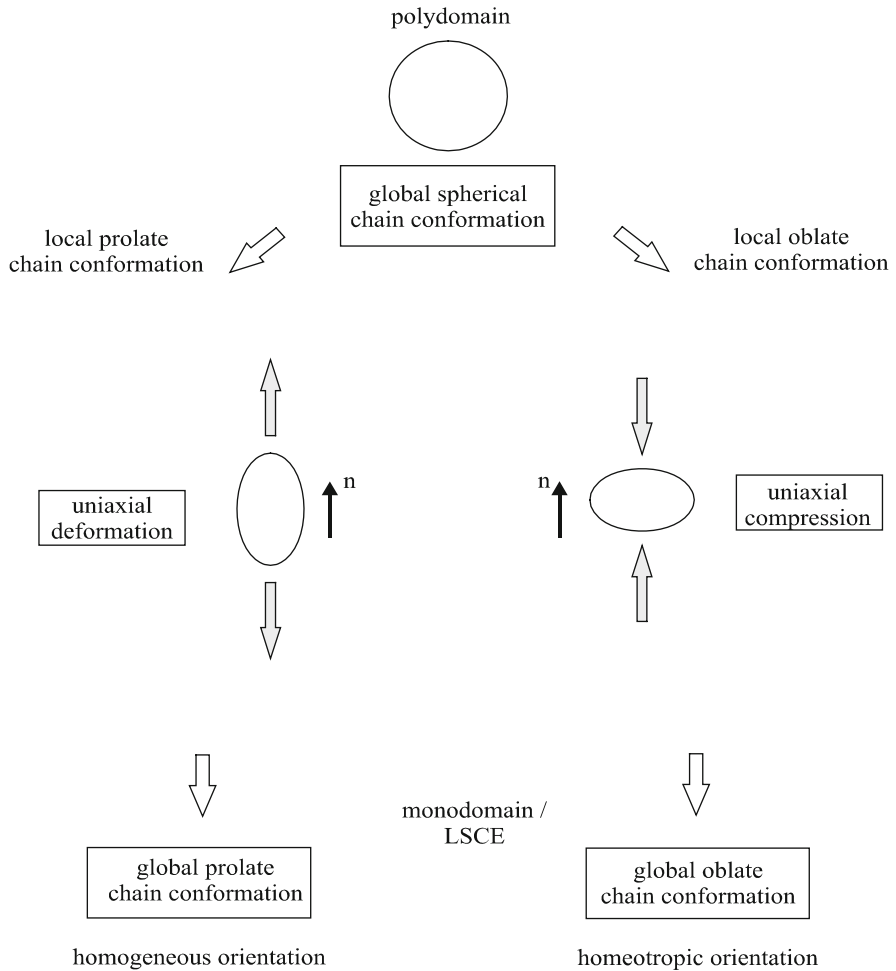 polydomain
global spherical
chain conformation
local prolate
chain conformation
local oblate
chain conformation
uniaxial
deformation
n
n
uniaxial
compression
monodomain /
LSCE
global prolate
chain conformation
global oblate
chain conformation
homogeneous orientation
homeotropic orientation